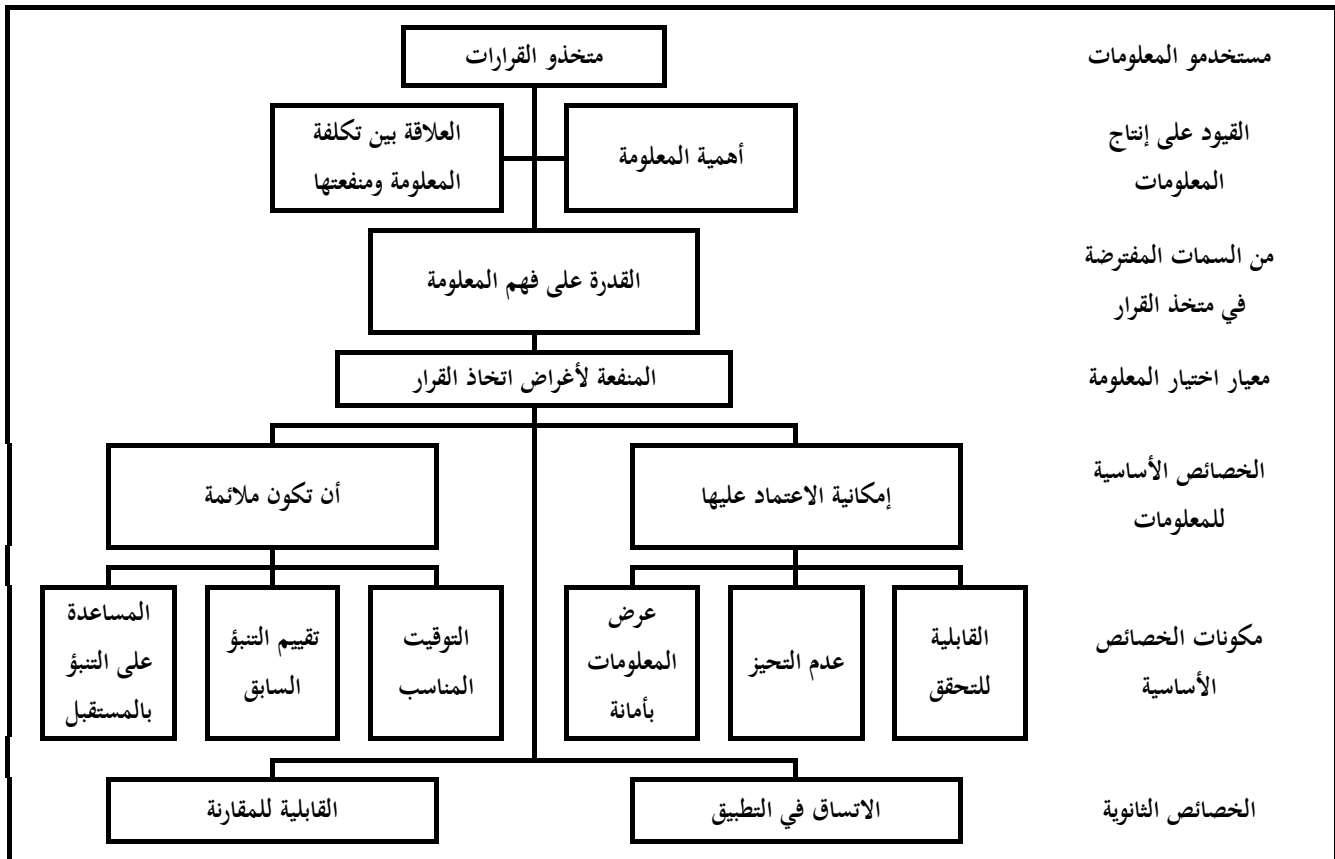 مستخدمو المعلومات
متخذو القرارات
القيود على إنتاج
المعلومات
أهمية المعلومة
العلاقة بين تكلفة
المعلومة ومنفعتها
من السمات المفترضة
في متخذ القرار
القدرة على فهم المعلومة
معيار اختيار المعلومة
المنفعة لأغراض اتخاذ القرار
الخصائص الأساسية
للمعلومات
إمكانية الاعتماد عليها
أن تكون ملائمة
مكونات الخصائص
الأساسية
القابلية
للتحقق
عدم التحيز
عرض
المعلومات
بأمانة
التوقيت
المناسب
تقييم التنبؤ
السابق
المساعدة
على التنبؤ
بالمستقبل
الخصائص الثانوية
الاتساق في التطبيق
القابلية للمقارنة